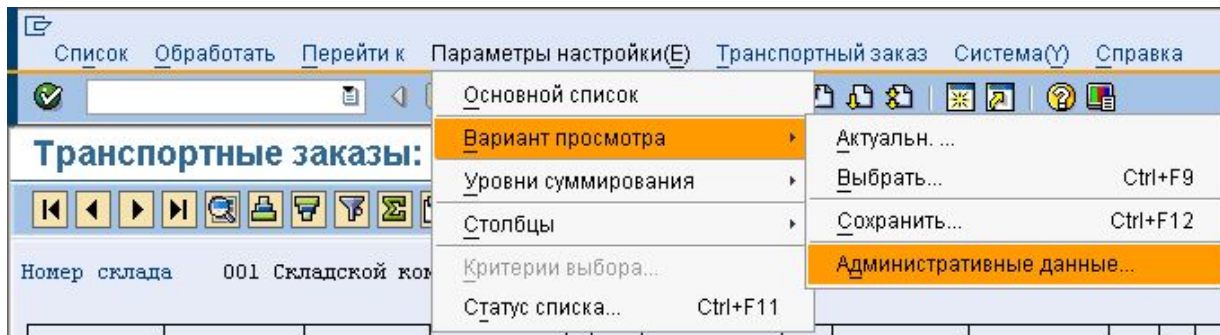 Список Обработать Перейти к Параметры настройки(E) Транспортный заказ Система(Y) Справка
Основной список
Вариант просмотра
Уровни суммирования
Столбцы
Критерии выбора...
Статус списка... Ctrl+F11
Актуальн. ...
Выбрать... Ctrl+F9
Сохранить... Ctrl+F12
Административные данные...
Транспортные заказы:
Номер склада 001 Складской